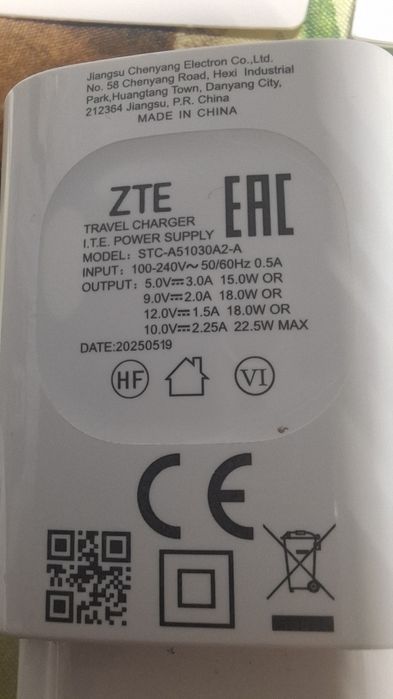 Jiangsu Chenyang Electron Co.,Ltd.
No. 58 Chenyang Road, Hexi Industrial
Park,Huangtang Town, Danyang City,
212364 Jiangsu, P.R. China
MADE IN CHINA
ZTE
EAC
TRAVEL CHARGER
I.T.E. POWER SUPPLY
MODEL: STC-A51030A2-A
INPUT: 100-240V~ 50/60Hz 0.5A
OUTPUT: 5.0V⎓3.0A 15.0W OR
9.0V⎓2.0A 18.0W OR
12.0V⎓1.5A 18.0W OR
10.0V⎓2.25A 22.5W MAX
DATE:20250519
HF
VI
CE